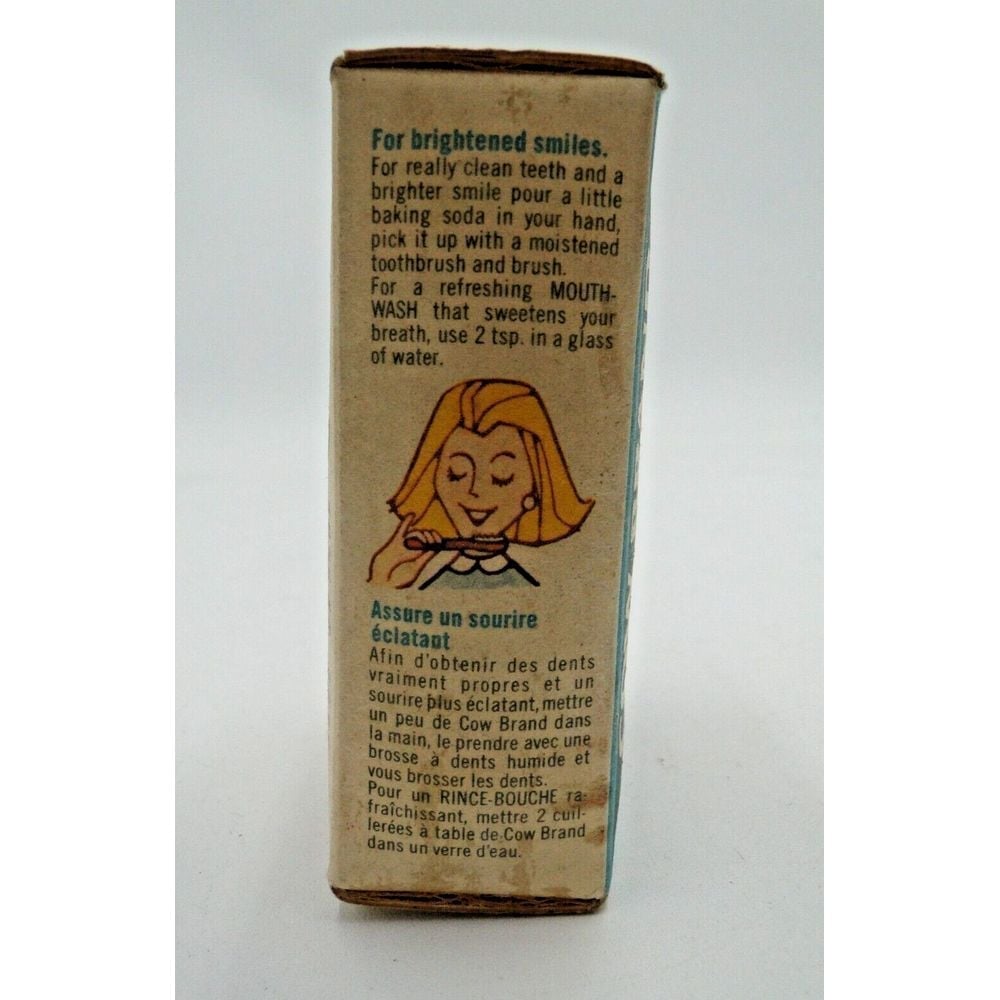 For brightened smiles.
For really clean teeth and a
brighter smile pour a little
baking soda in your hand,
pick it up with a moistened
toothbrush and brush.
For a refreshing MOUTH-
WASH that sweetens your
breath, use 2 tsp. in a glass
of water.
Assure un sourire
éclatant
Afin d'obtenir des dents
vraiment propres et un
sourire plus éclatant, mettre
un peu de Cow Brand dans
la main, le prendre avec une
brosse à dents humide et
vous brosser les dents.
Pour un RINCE-BOUCHE ra-
fraîchissant, mettre 2 cuil-
lerées à table de Cow Brand
dans un verre d'eau.